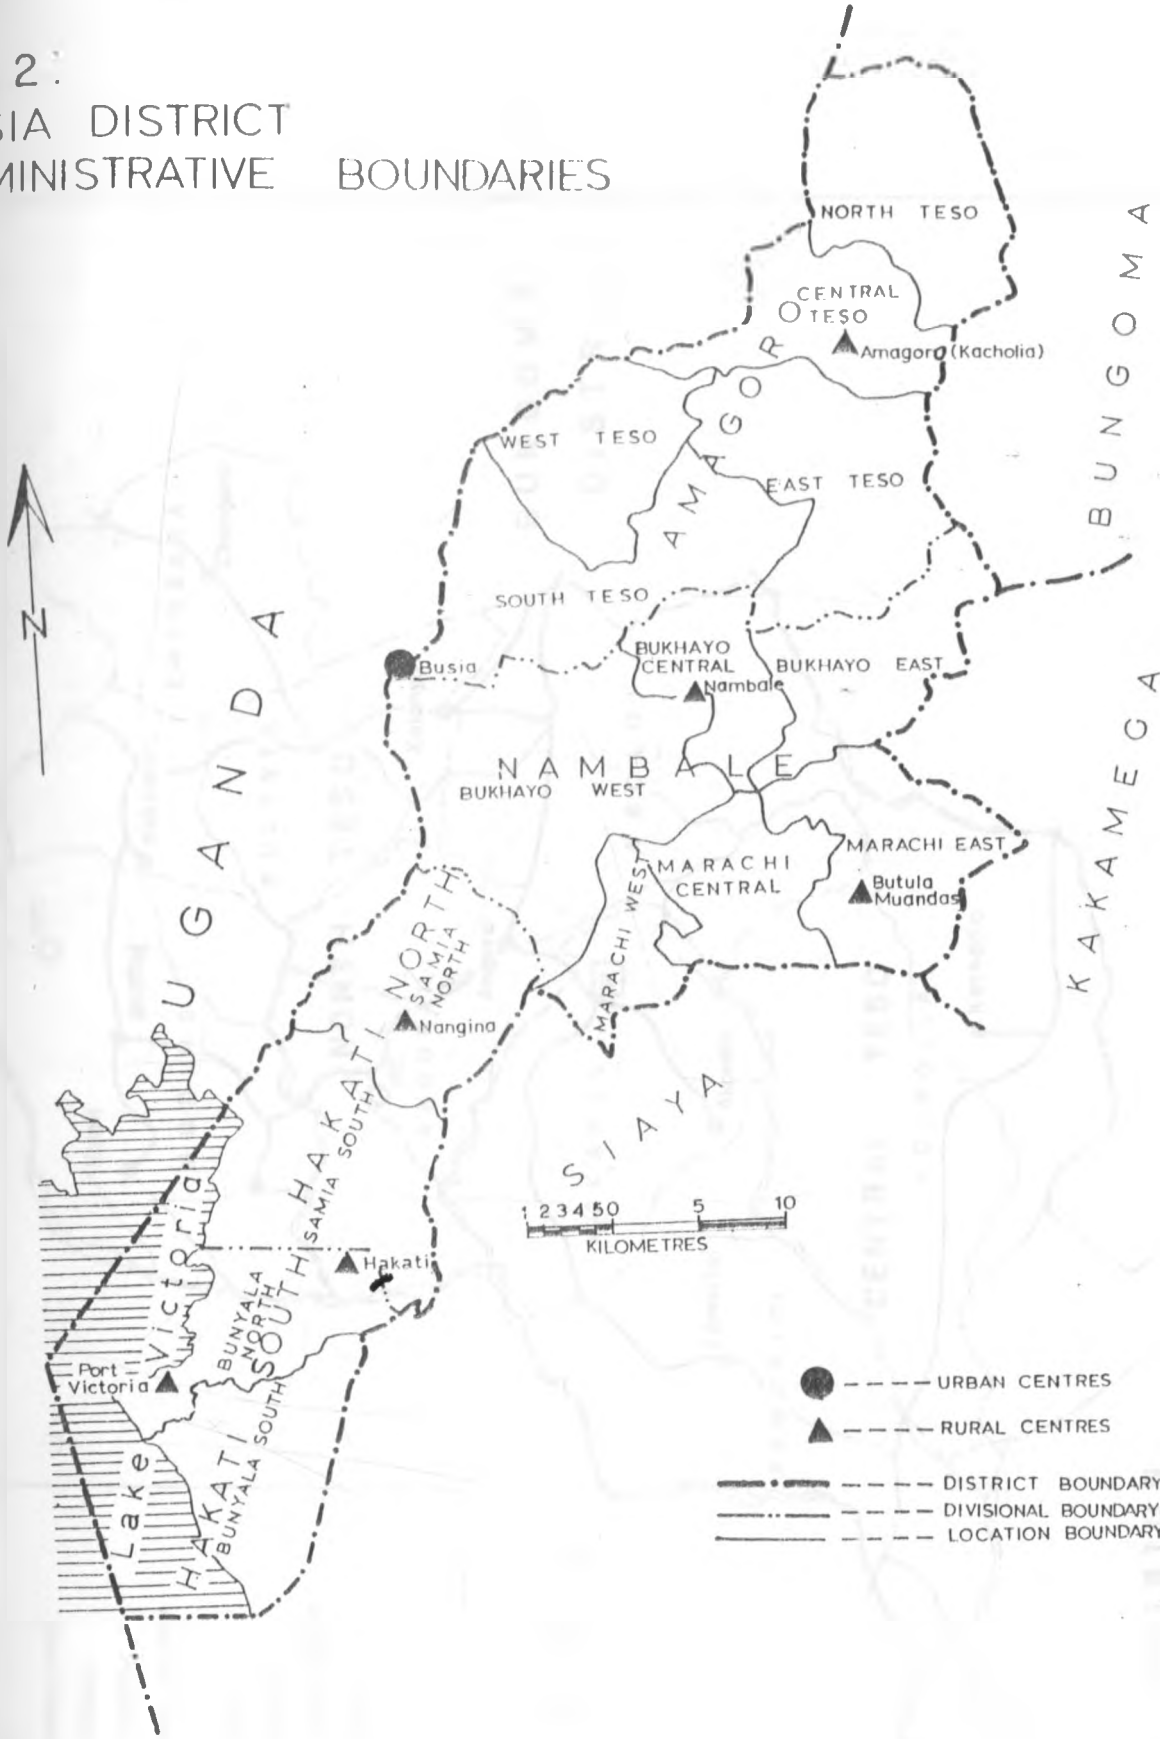 2:
SIA DISTRICT
MINISTRATIVE BOUNDARIES
NORTH TESO
CENTRAL
TESO
Amagoro (Kacholia)
AMAGORO
WEST TESO
EAST TESO
SOUTH TESO
Busia
BUKHAYO
CENTRAL
BUKHAYO EAST
Nambale
NAMBALE
BUKHAYO WEST
MARACHI EAST
MARACHI
CENTRAL
Butula
Muandas
MARACHI WEST
HAKATI NORTH
SAMIA
NORTH
Nangina
SAMIA SOUTH
HAKATI SOUTH
Hakati
BUNYALA
NORTH
Port
Victoria
BUNYALA SOUTH
HAKATI
Lake Victoria
UGANDA
BUNGOMA
KAKAMEGA
SIAYA
N
1 2 3 4 5 0 5 10
KILOMETRES
URBAN CENTRES
RURAL CENTRES
DISTRICT BOUNDARY
DIVISIONAL BOUNDARY
LOCATION BOUNDARY